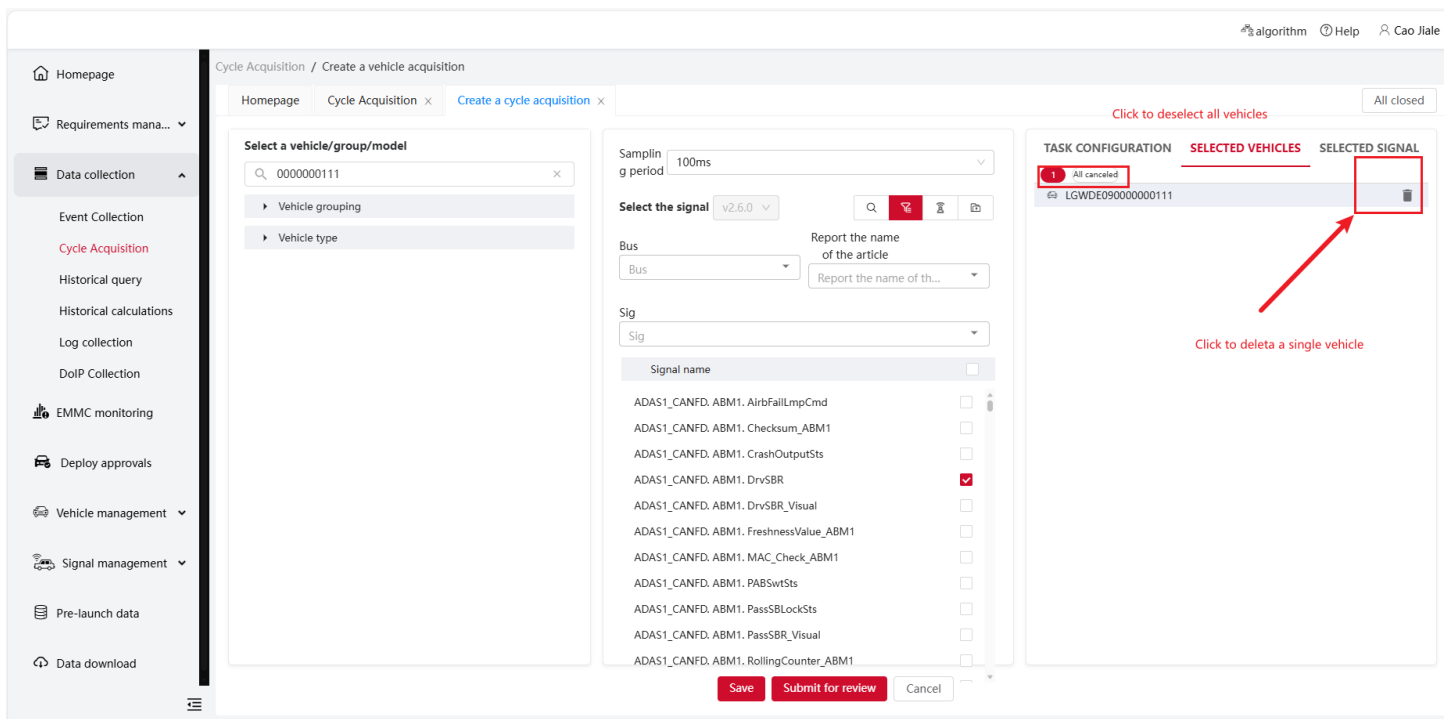 algorithm Help Cao Jiale
Homepage
Requirements mana...
Data collection
Event Collection
Cycle Acquisition
Historical query
Historical calculations
Log collection
DoIP Collection
EMMC monitoring
Deploy approvals
Vehicle management
Signal management
Pre-launch data
Data download
Cycle Acquisition / Create a vehicle acquisition
Homepage Cycle Acquisition × Create a cycle acquisition ×
All closed
Select a vehicle/group/model
0000000111
Vehicle grouping
Vehicle type
Samplin
g period
100ms
Select the signal v2.6.0
Bus
Bus
Report the name
of the article
Report the name of th...
Sig
Sig
Signal name
ADAS1_CANFD. ABM1. AirbFailLmpCmd
ADAS1_CANFD. ABM1. Checksum_ABM1
ADAS1_CANFD. ABM1. CrashOutputSts
ADAS1_CANFD. ABM1. DrvSBR
ADAS1_CANFD. ABM1. DrvSBR_Visual
ADAS1_CANFD. ABM1. FreshnessValue_ABM1
ADAS1_CANFD. ABM1. MAC_Check_ABM1
ADAS1_CANFD. ABM1. PABSwtSts
ADAS1_CANFD. ABM1. PassSBLockSts
ADAS1_CANFD. ABM1. PassSBR_Visual
ADAS1_CANFD. ABM1. RollingCounter_ABM1
Save Submit for review Cancel
Click to deselect all vehicles
TASK CONFIGURATION SELECTED VEHICLES SELECTED SIGNAL
1 All canceled
LGWDE090000000111
Click to deleta a single vehicle